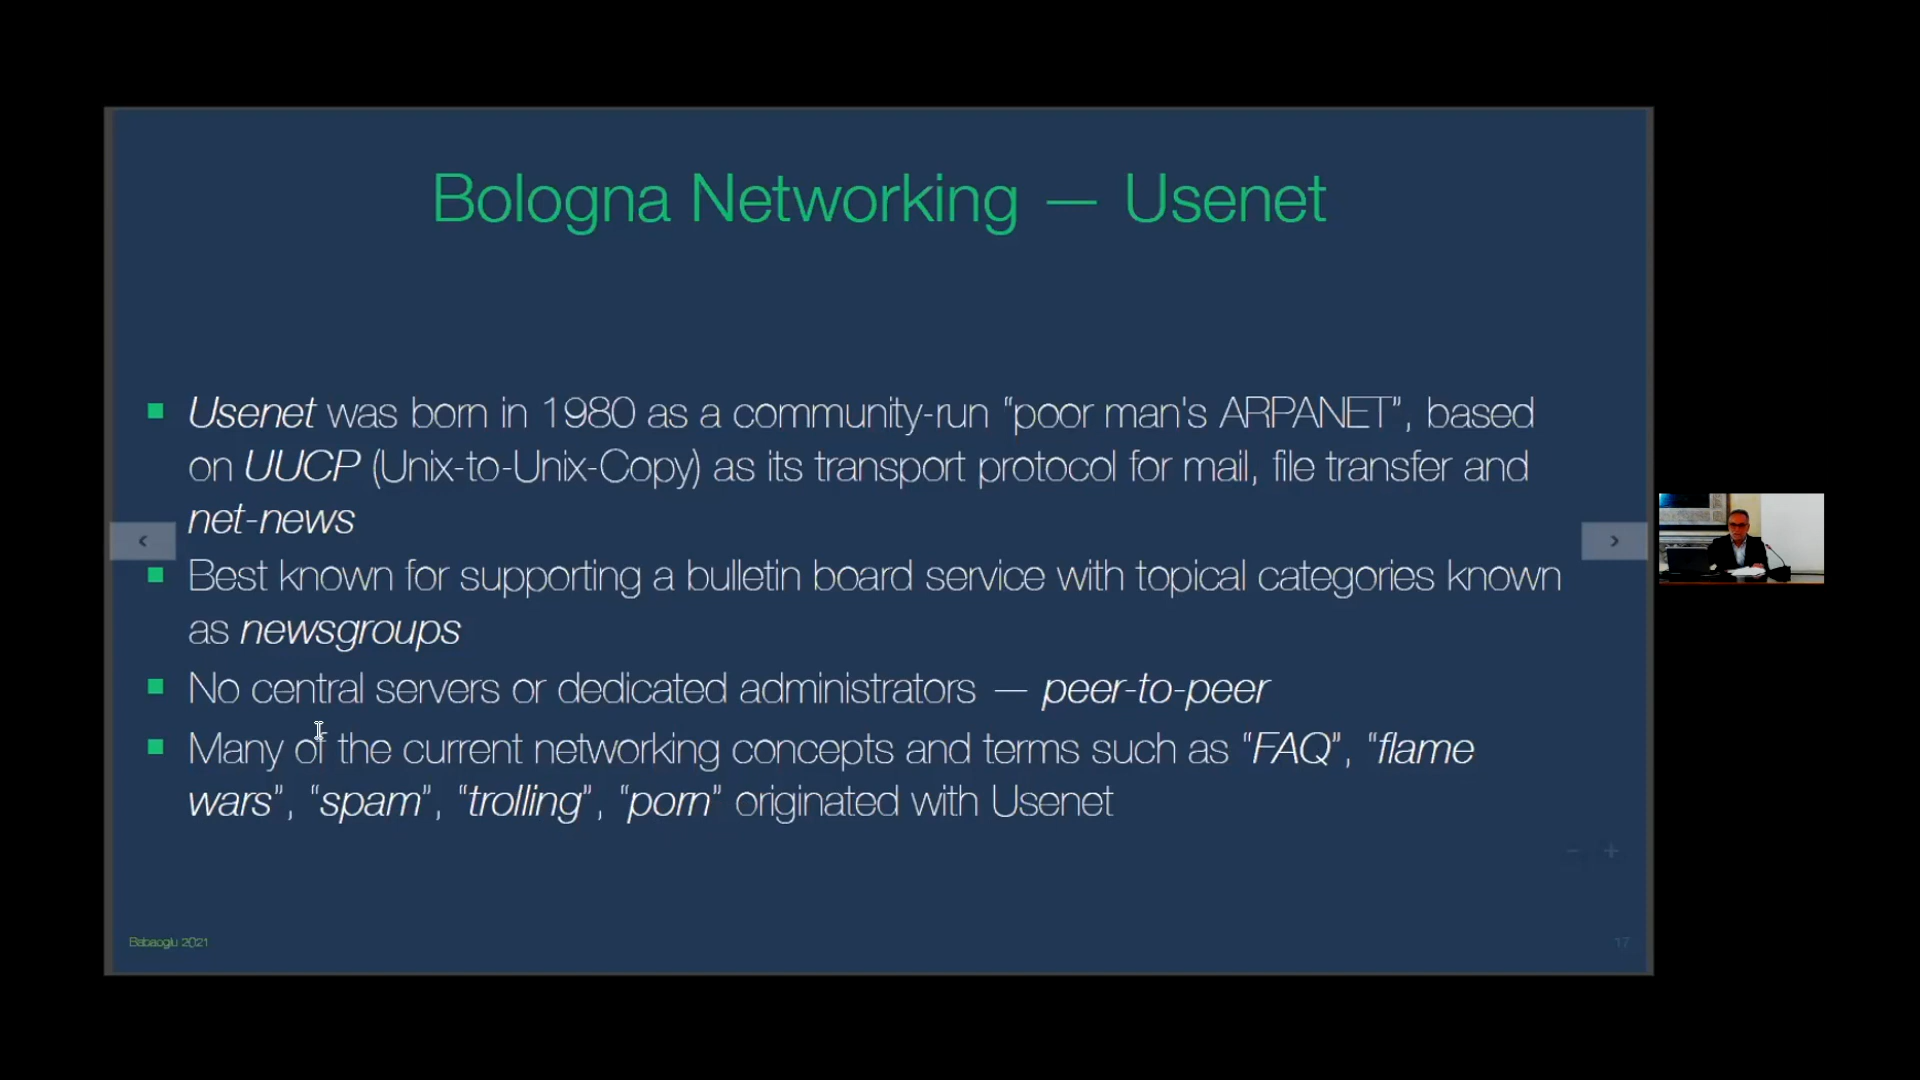 Bologna Networking — Usenet
Usenet was born in 1980 as a community-run “poor man's ARPANET”, based
on UUCP (Unix-to-Unix-Copy) as its transport protocol for mail, file transfer and
net-news
Best known for supporting a bulletin board service with topical categories known
as newsgroups
No central servers or dedicated administrators — peer-to-peer
Many of the current networking concepts and terms such as “FAQ”, “flame
wars”, “spam”, “trolling”, “porn” originated with Usenet
Babaoglu 2021
17